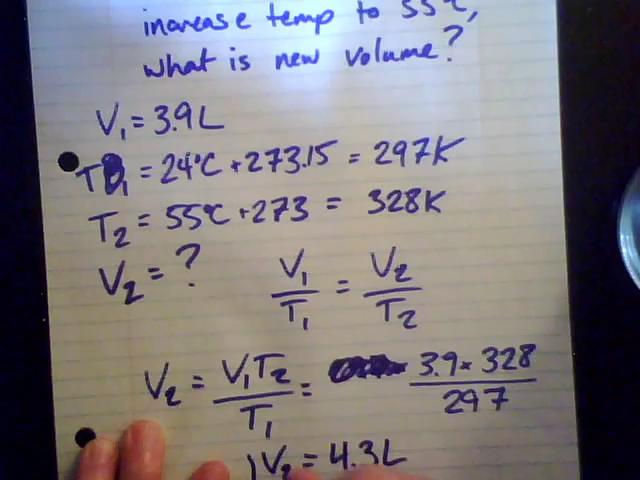 increase temp to 55°C,
what is new volume?
V₁ = 3.9 L
T₁ = 24°C + 273.15 = 297K
T₂ = 55°C + 273 = 328K
V₂ = ?
V₁/T₁ = V₂/T₂
V₂ = V₁T₂/T₁ = 3.9 × 328/297
V₂ = 4.3L